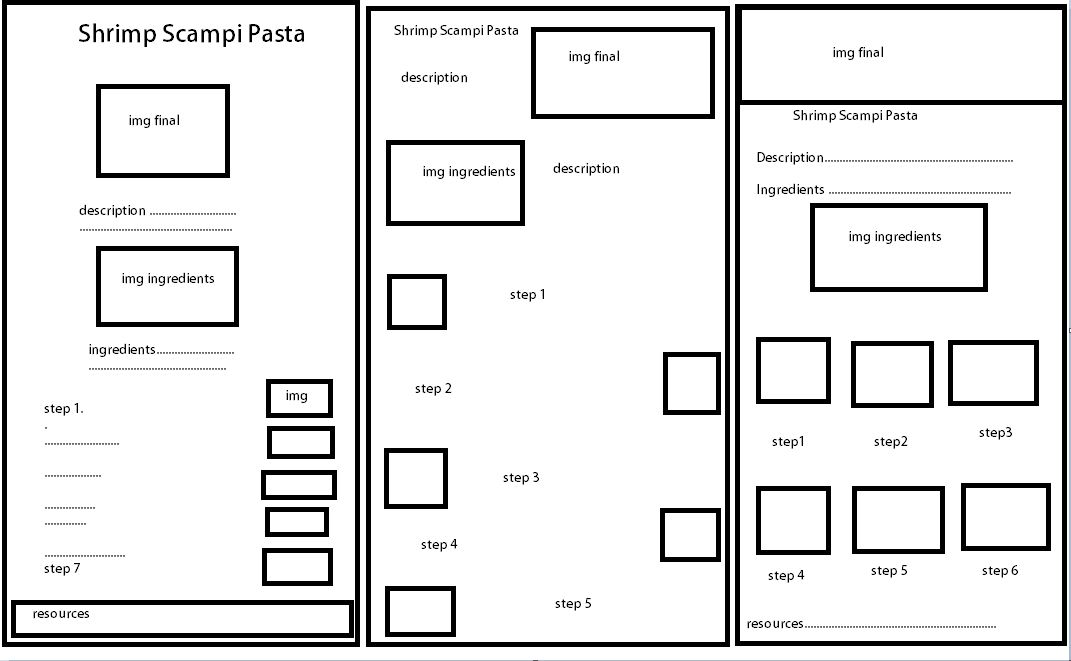 Shrimp Scampi Pasta
img final
description ........................
..........................................
img ingredients
ingredients.....................
......................................
step 1.
.
....................
...............
..............
...........
......................
step 7
img
resources
Shrimp Scampi Pasta
description
img final
img ingredients
description
step 1
step 2
step 3
step 4
step 5
img final
Shrimp Scampi Pasta
Description....................................................
Ingredients ..................................................
img ingredients
step1
step2
step3
step 4
step 5
step 6
resources.....................................................